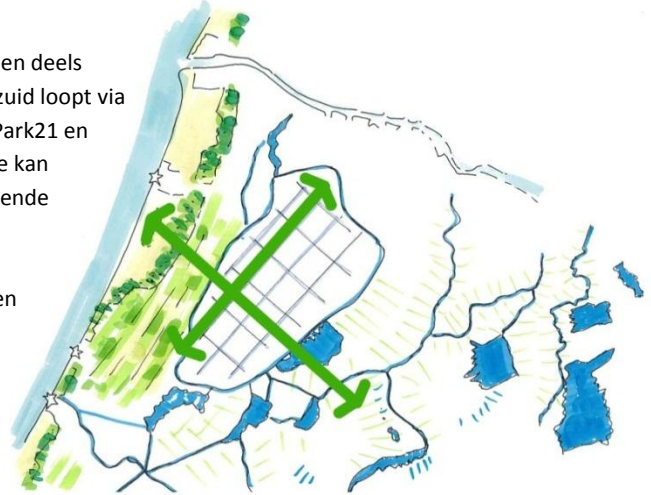 en deels
zuid loopt via
Park21 en
e kan
ende
en